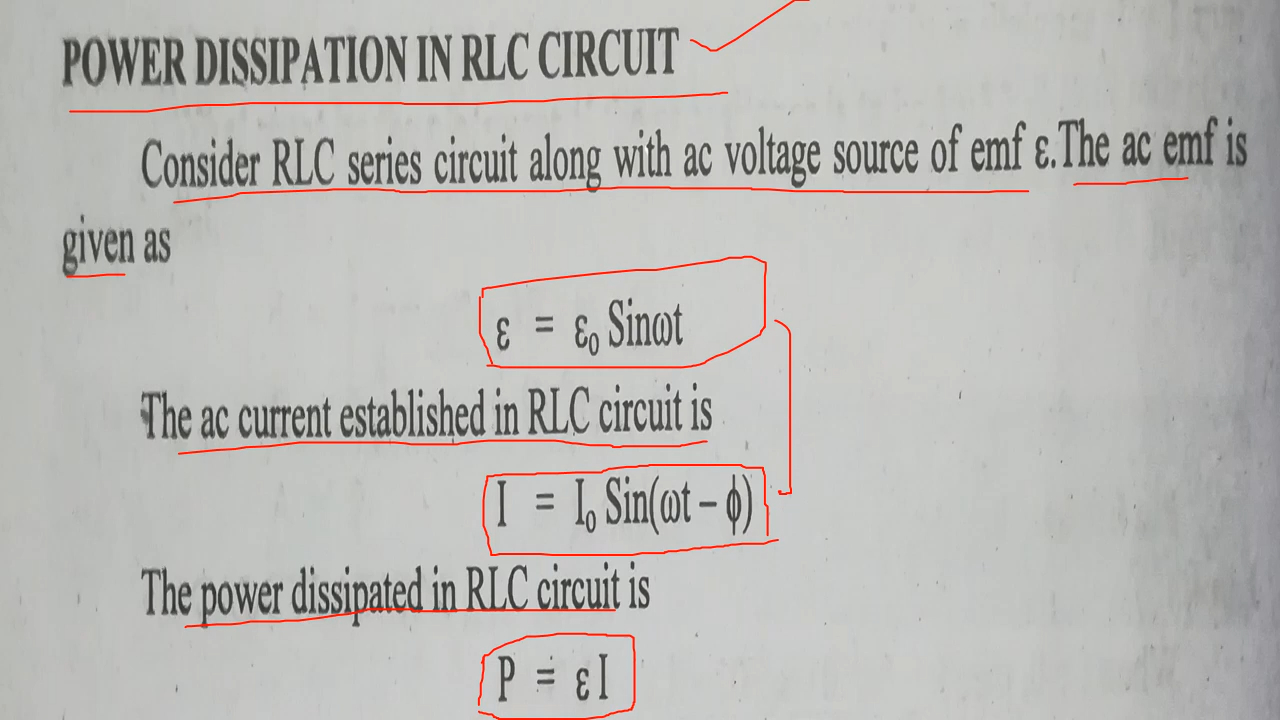 POWER DISSIPATION IN RLC CIRCUIT
Consider RLC series circuit along with ac voltage source of emf ε.The ac emf is
given as
ε = ε₀ Sinωt
The ac current established in RLC circuit is
I = I₀ Sin(ωt – ϕ)
The power dissipated in RLC circuit is
P = εI